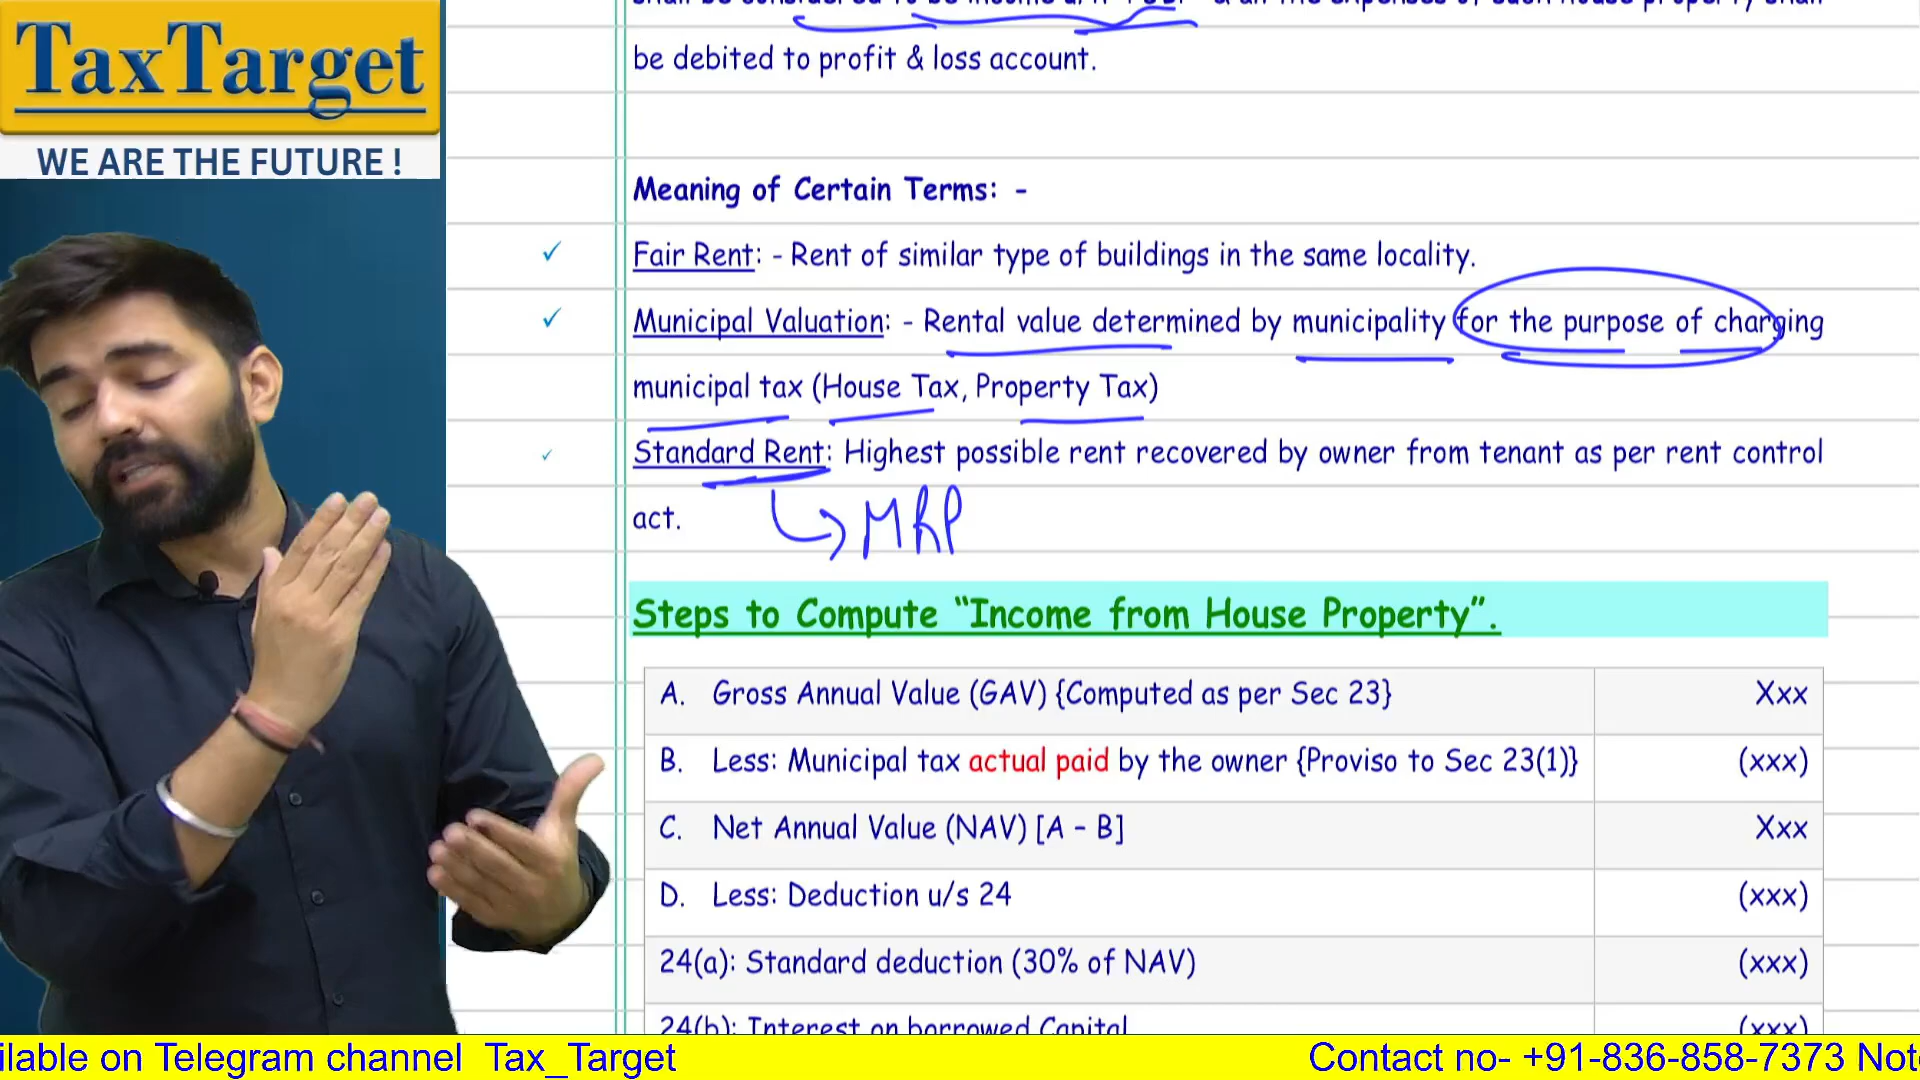 TaxTarget
WE ARE THE FUTURE !
be debited to profit & loss account.
Meaning of Certain Terms: -
✓ Fair Rent: - Rent of similar type of buildings in the same locality.
✓ Municipal Valuation: - Rental value determined by municipality for the purpose of charging
municipal tax (House Tax, Property Tax)
✓ Standard Rent: Highest possible rent recovered by owner from tenant as per rent control
act.
MRP
Steps to Compute “Income from House Property”.
A. Gross Annual Value (GAV) {Computed as per Sec 23} Xxx
B. Less: Municipal tax actual paid by the owner {Proviso to Sec 23(1)} (xxx)
C. Net Annual Value (NAV) [A – B] Xxx
D. Less: Deduction u/s 24 (xxx)
24(a): Standard deduction (30% of NAV) (xxx)
24(b): Interest on borrowed Capital (xxx)
ilable on Telegram channel Tax_Target
Contact no- +91-836-858-7373 Not